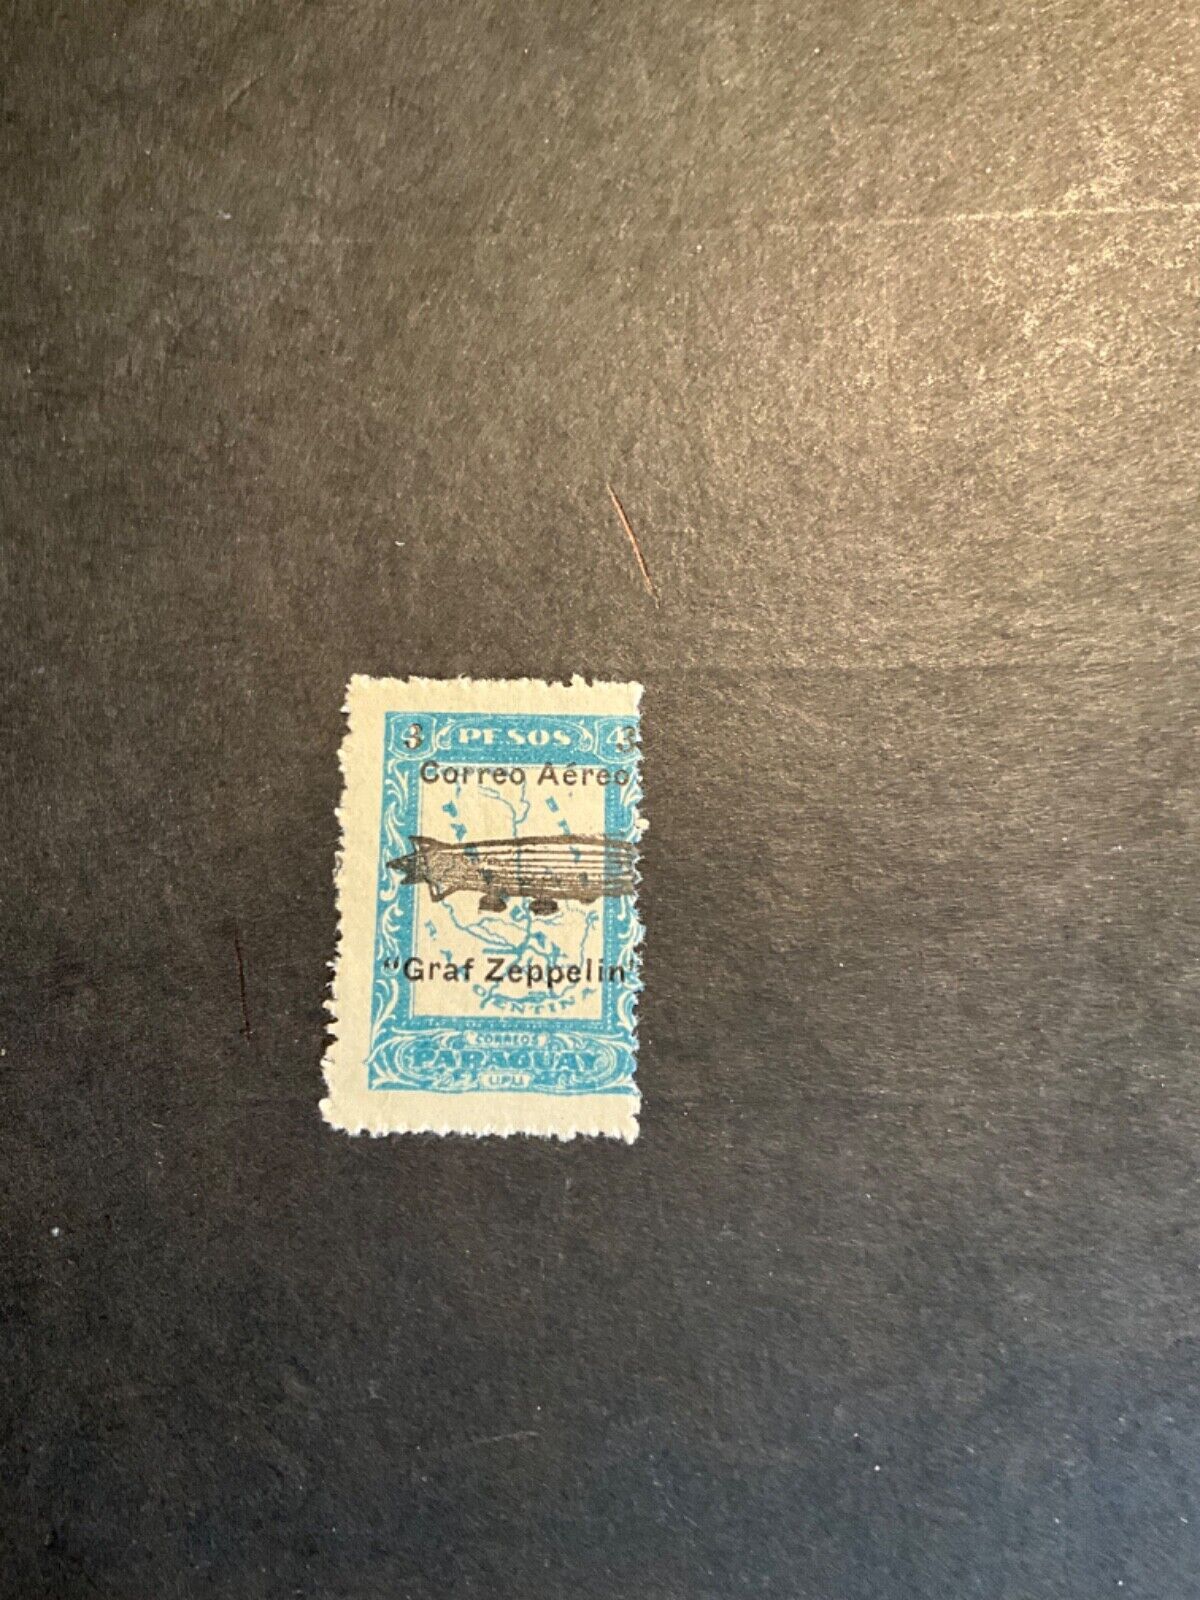 3 PESOS 3
Correo Aéreo
"Graf Zeppelin"
CORREOS
PARAGUAY
UPU